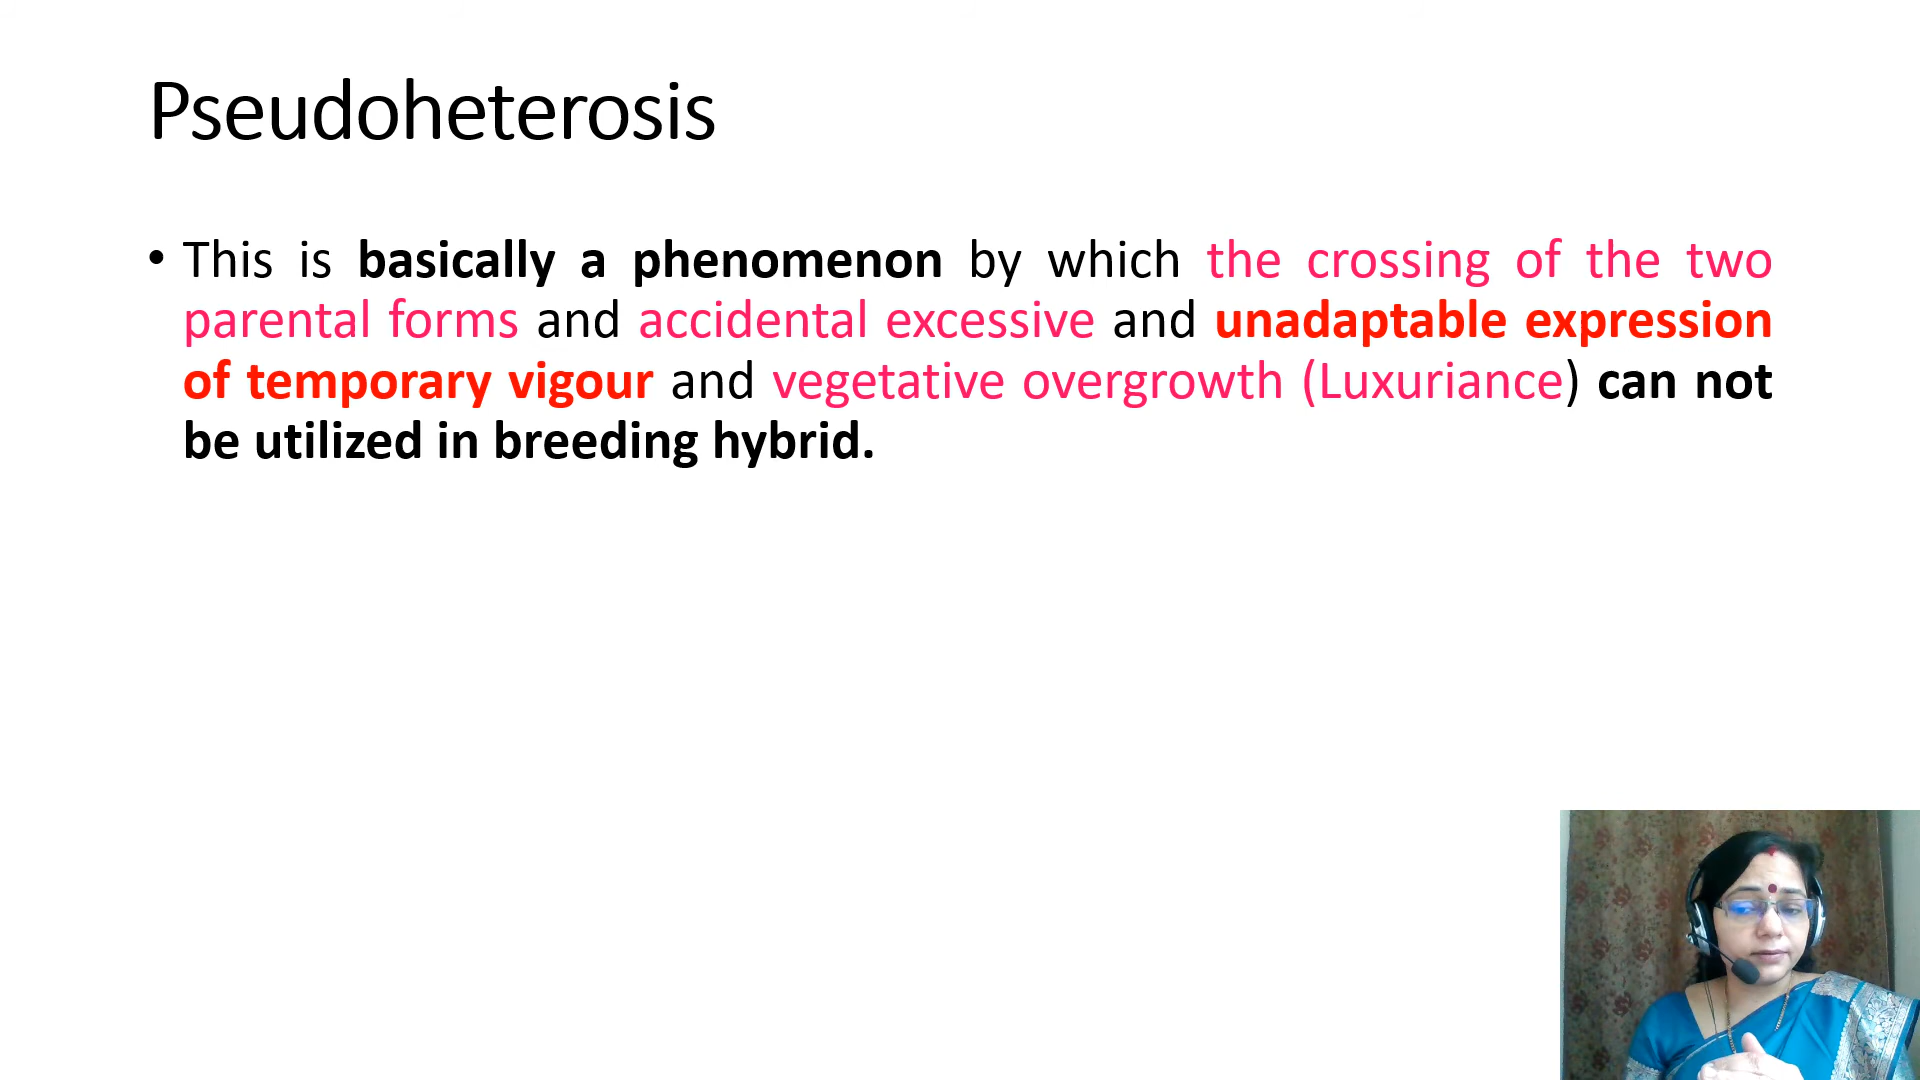 Pseudoheterosis
• This is basically a phenomenon by which the crossing of the two
parental forms and accidental excessive and unadaptable expression
of temporary vigour and vegetative overgrowth (Luxuriance) can not
be utilized in breeding hybrid.